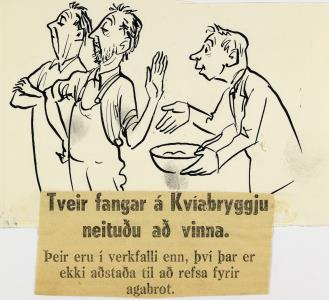 Tveir fangar á Kvíabryggju
neituðu að vinna.
Þeir eru í verkfalli enn, því þar er
ekki aðstaða til að refsa fyrir
agabrot.